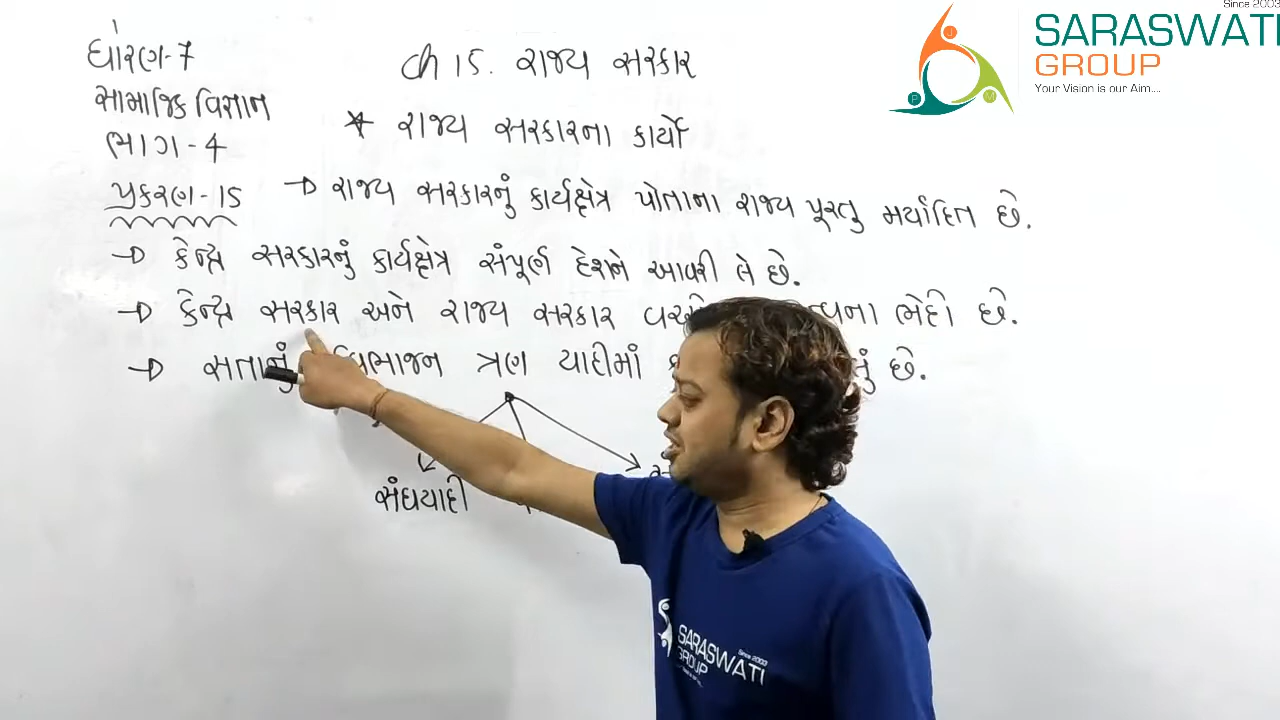 ધોરણ-7
સામાજિક વિજ્ઞાન
ભાગ-4
પ્રકરણ-15
ch 15. રાજ્ય સરકાર
* રાજ્ય સરકારના કાર્યો
→ રાજ્ય સરકારનું કાર્યક્ષેત્ર પોતાના રાજ્ય પૂરતુ મર્યાદિત છે.
→ કેન્દ્ર સરકારનું કાર્યક્ષેત્ર સંપૂર્ણ દેશને આવરી લે છે.
→ કેન્દ્ર સરકાર અને રાજ્ય સરકાર ભેદો છે.
→ સતાનું ત્રણ યાદીમાં છે.
સંઘયાદી
Since 2003
SARASWATI
GROUP
Your Vision is our Aim....
J
P
M
Since 2003
SARASWATI
GROUP